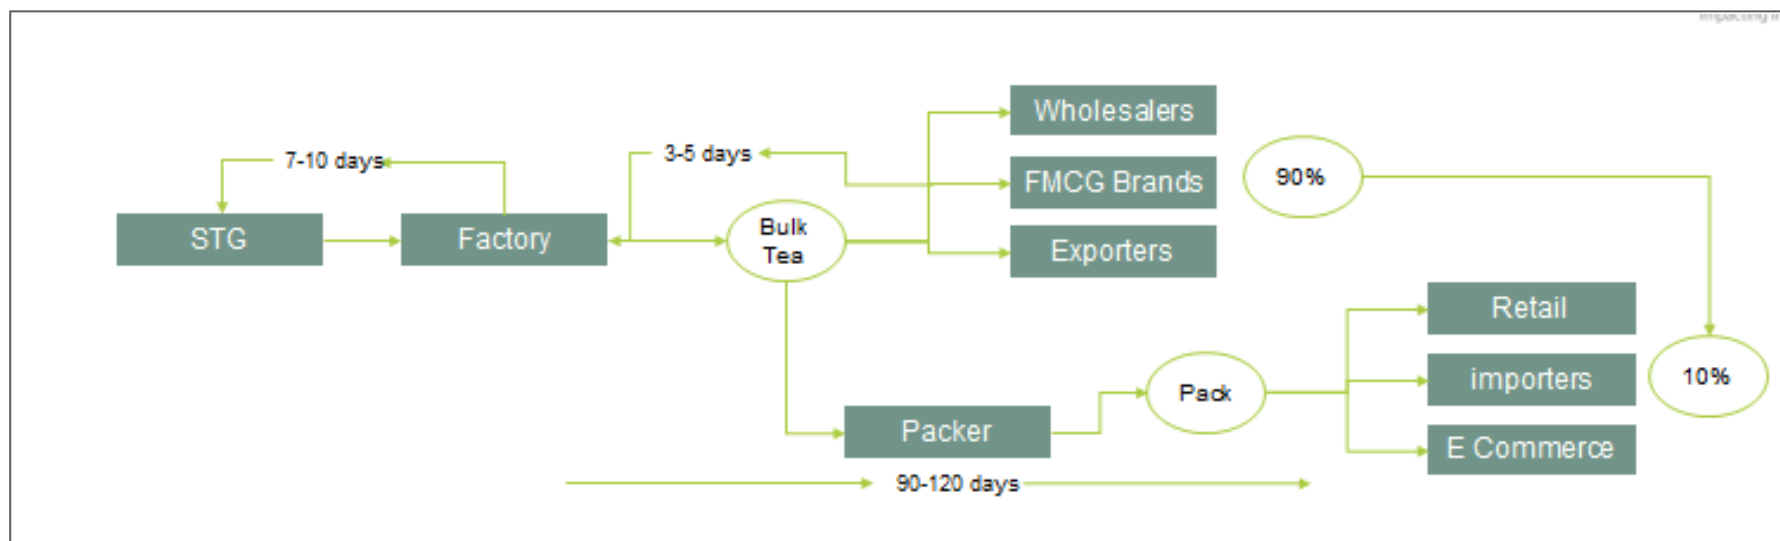 Wholesalers
7-10 days
3-5 days
FMCG Brands
90%
STG
Factory
Bulk
Tea
Exporters
Retail
importers
10%
Pack
Packer
E Commerce
90-120 days